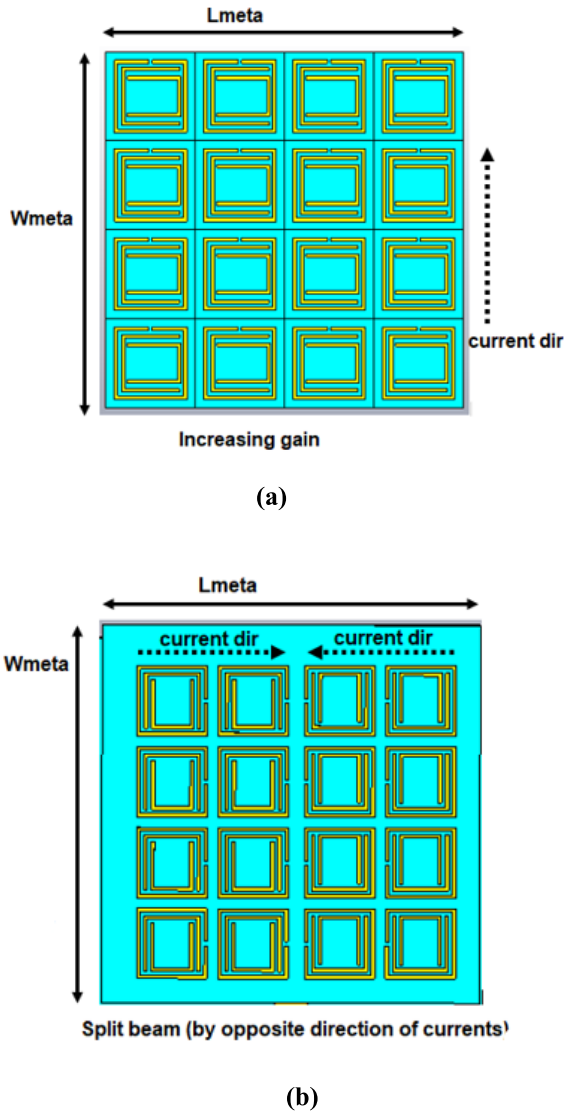 Lmeta
Wmeta
current dir
Increasing gain
(a)
Lmeta
Wmeta
current dir current dir
Split beam (by opposite direction of currents)
(b)